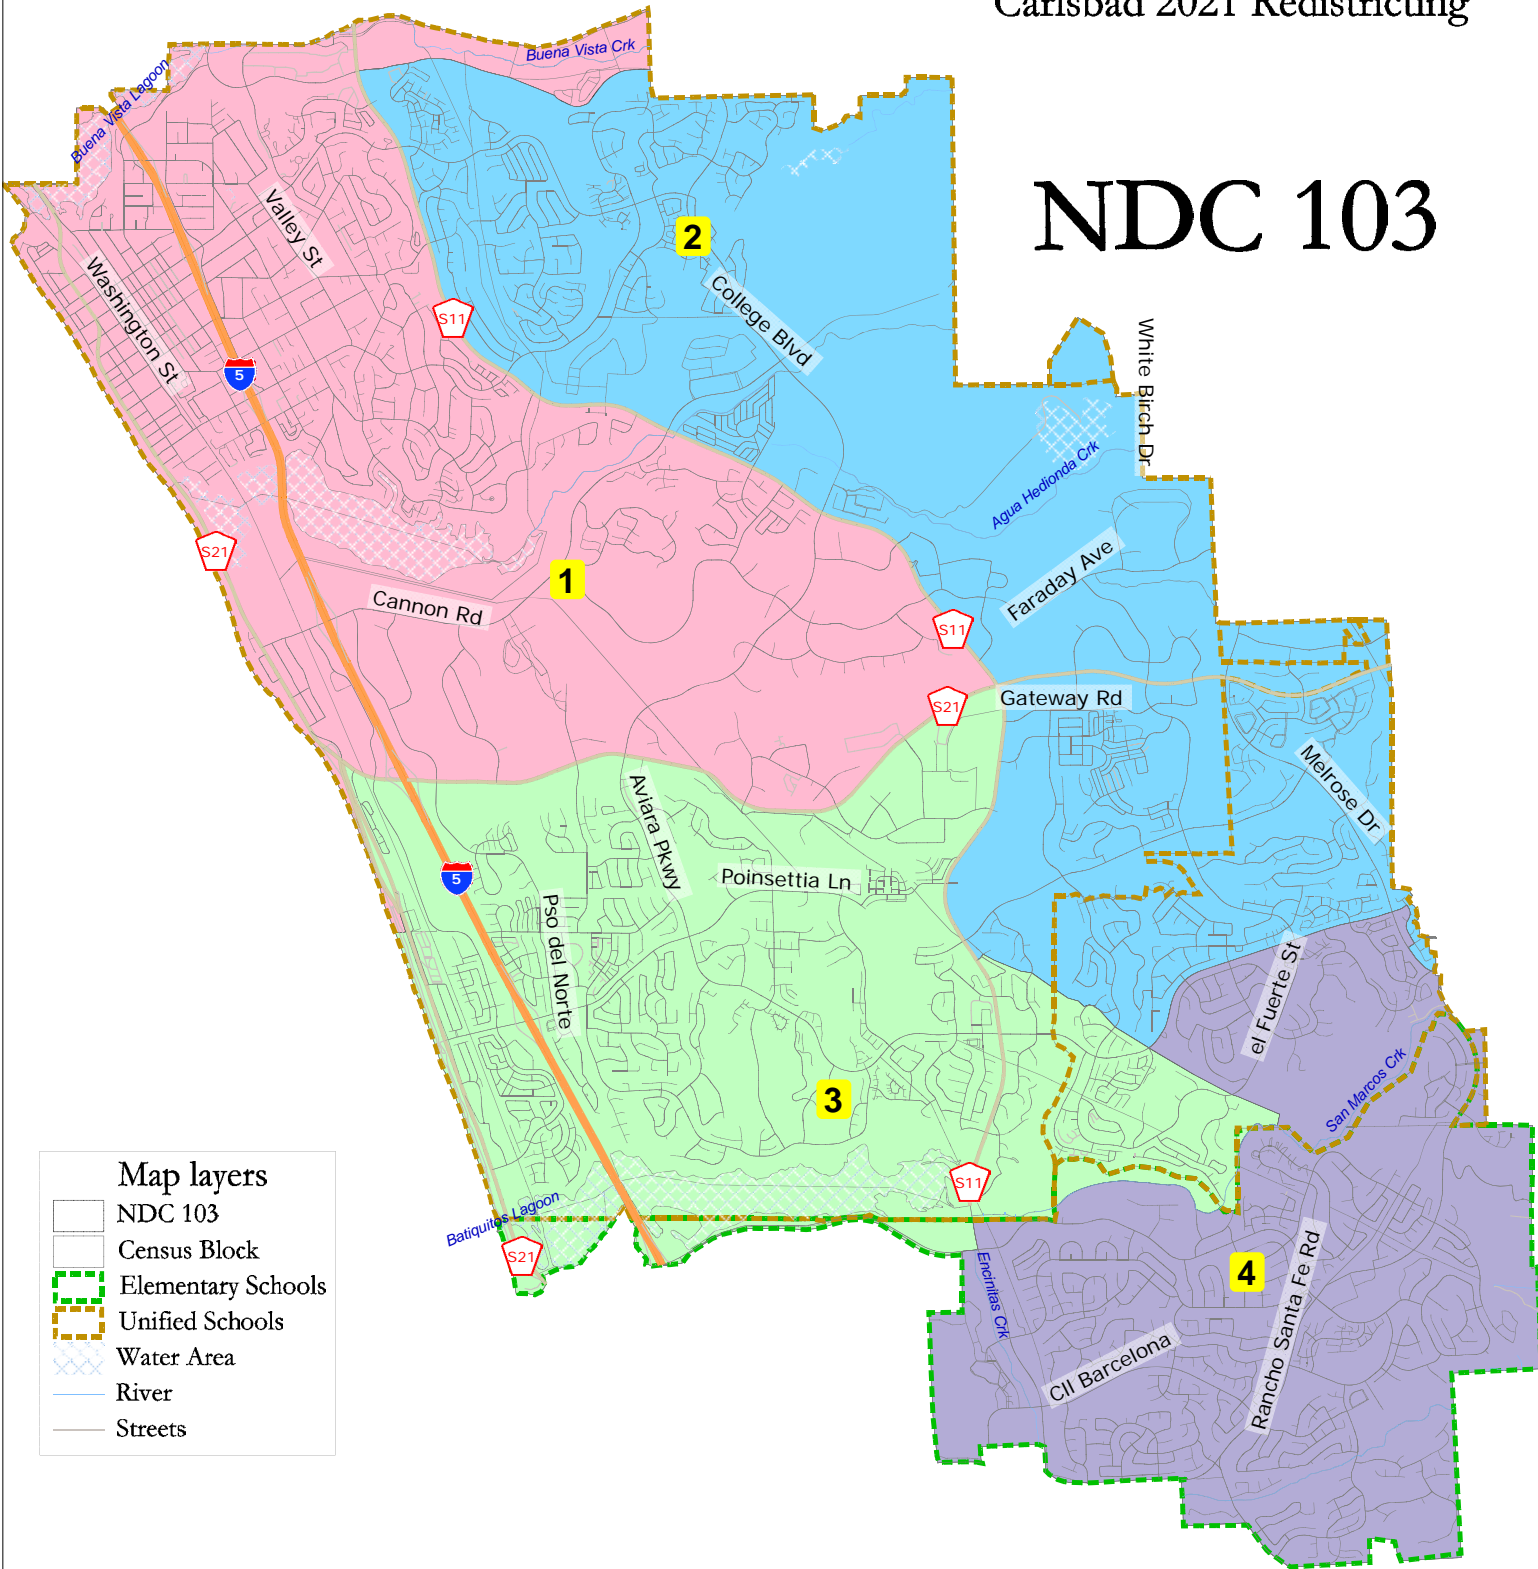 Carlsbad 2021 Redistricting
NDC 103
Buena Vista Crk
Buena Vista Lagoon
Valley St
Washington St
2
College Blvd
S11
5
White Birch Dr
Agua Hedionda Crk
S21
1
Cannon Rd
Faraday Ave
S11
S21
Gateway Rd
Melrose Dr
Aviara Pkwy
Poinsettia Ln
5
Pso del Norte
el Fuerte St
3
San Marcos Crk
S11
Batiquitos Lagoon
S21
Encinitas Crk
4
Rancho Santa Fe Rd
Cll Barcelona
Map layers
NDC 103
Census Block
Elementary Schools
Unified Schools
Water Area
River
Streets